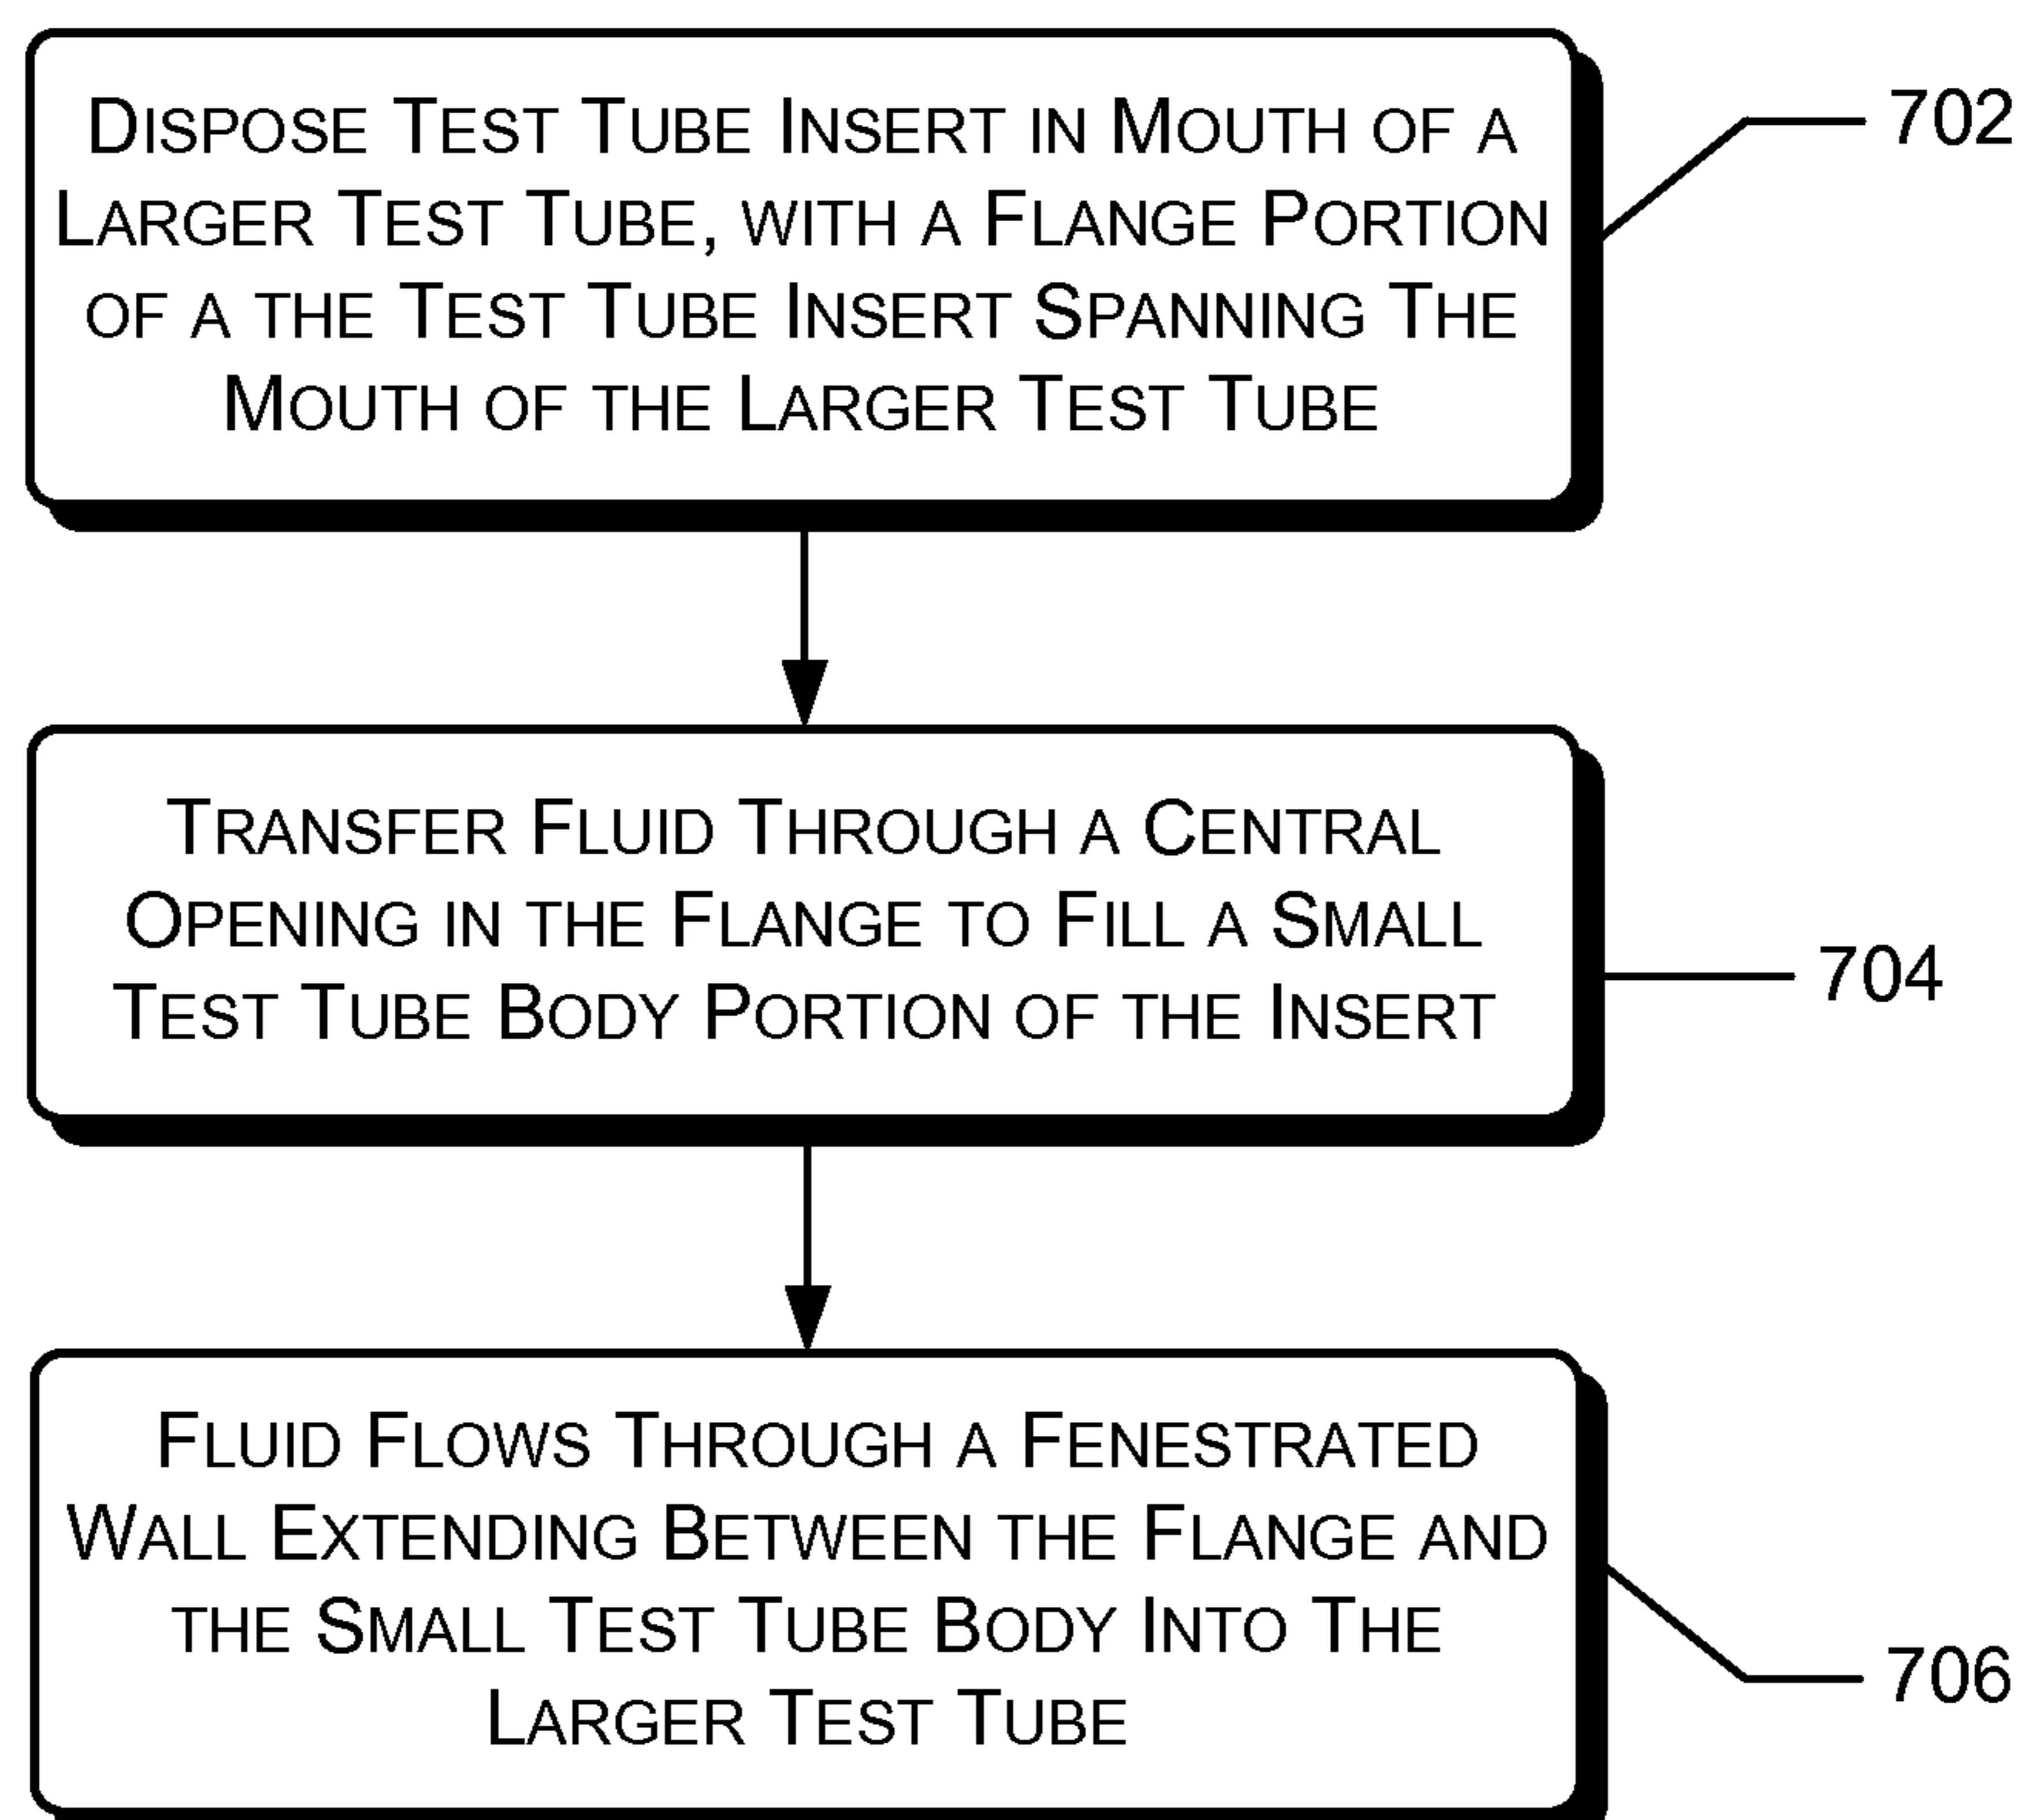 DISPOSE TEST TUBE INSERT IN MOUTH OF A
LARGER TEST TUBE, WITH A FLANGE PORTION
OF A THE TEST TUBE INSERT SPANNING THE
MOUTH OF THE LARGER TEST TUBE
702
TRANSFER FLUID THROUGH A CENTRAL
OPENING IN THE FLANGE TO FILL A SMALL
TEST TUBE BODY PORTION OF THE INSERT
704
FLUID FLOWS THROUGH A FENESTRATED
WALL EXTENDING BETWEEN THE FLANGE AND
THE SMALL TEST TUBE BODY INTO THE
LARGER TEST TUBE
706